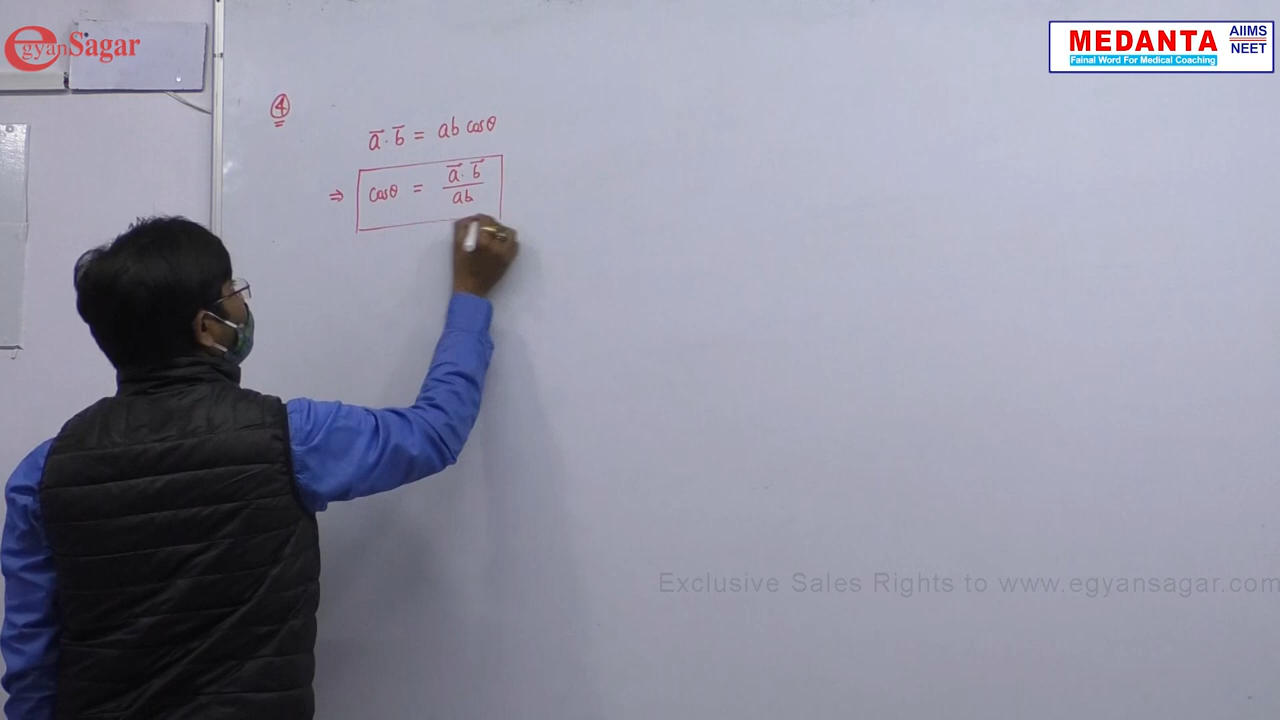 egyanSagar
MEDANTA
Fainal Word For Medical Coaching
AIIMS
NEET
④
a⃗ · b⃗ = ab cosθ
⇒ cosθ = a⃗ · b⃗ / ab
Exclusive Sales Rights to www.egyansagar.com